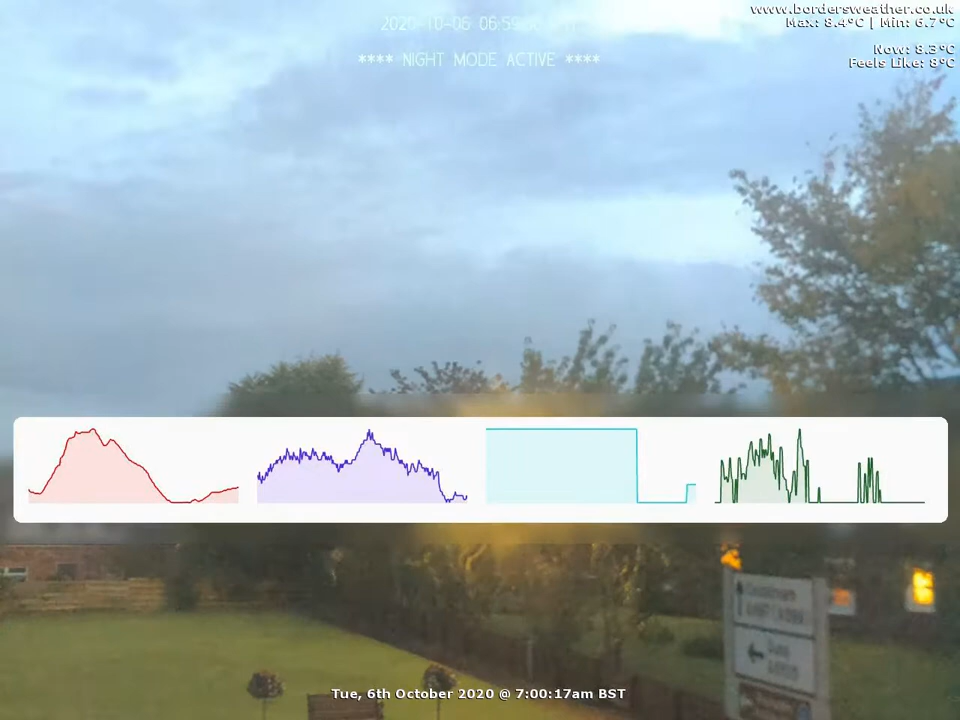 www.bordersweather.co.uk
2020-10-06 06:59
Max: 8.4°C | Min: 6.7°C
Now: 8.3°C
**** NIGHT MODE ACTIVE ****
Feels Like: 8°C
Tue, 6th October 2020 @ 7:00:17am BST